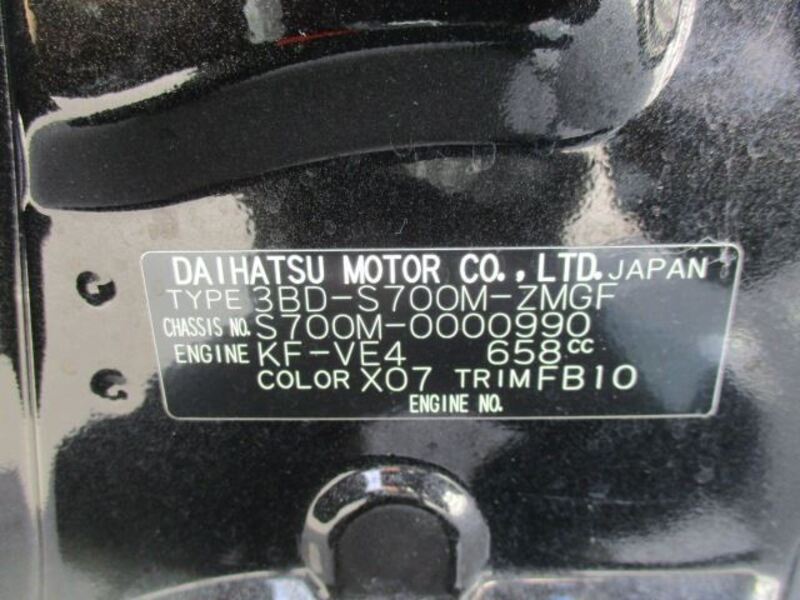 DAIHATSU MOTOR CO., LTD. JAPAN
TYPE 3BD-S700M-ZMGF
CHASSIS NO. S700M-0000990
ENGINE KF-VE4 658CC
COLOR X07 TRIM FB10
ENGINE NO.